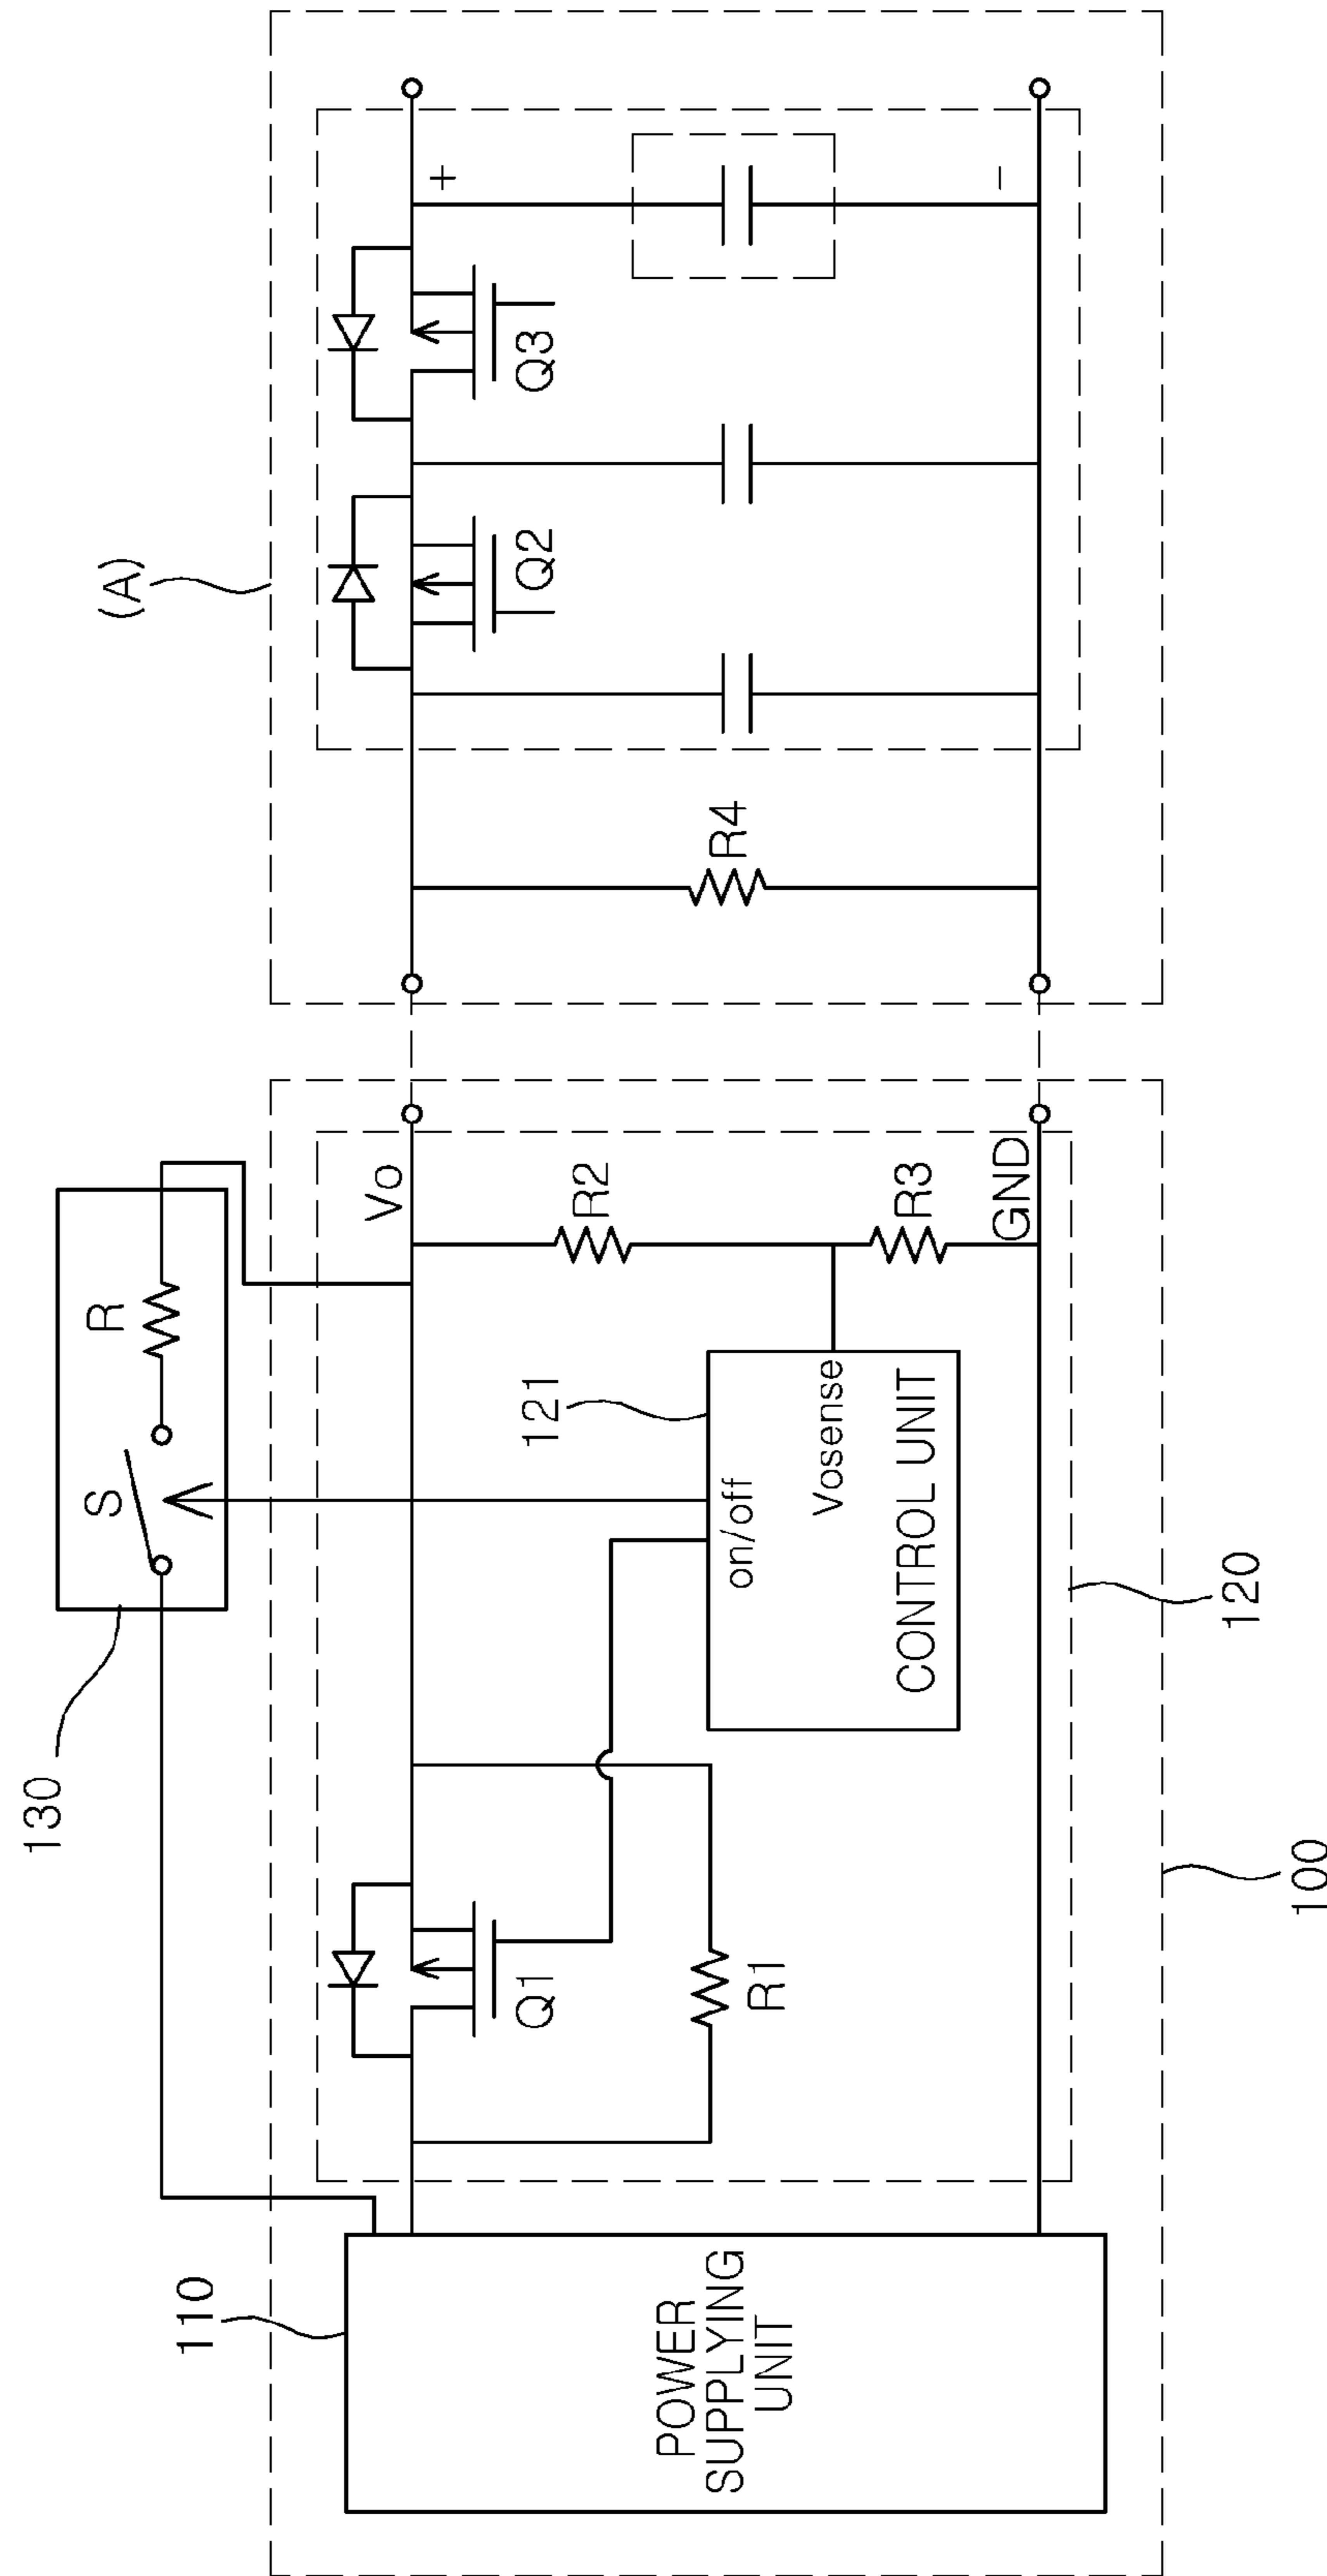 130
S
R
(A)
110
POWER
SUPPLYING
UNIT
Q1
R1
121
on/off
Vosense
CONTROL UNIT
Vo
R2
R3
GND
120
100
R4
Q2
Q3
+
−